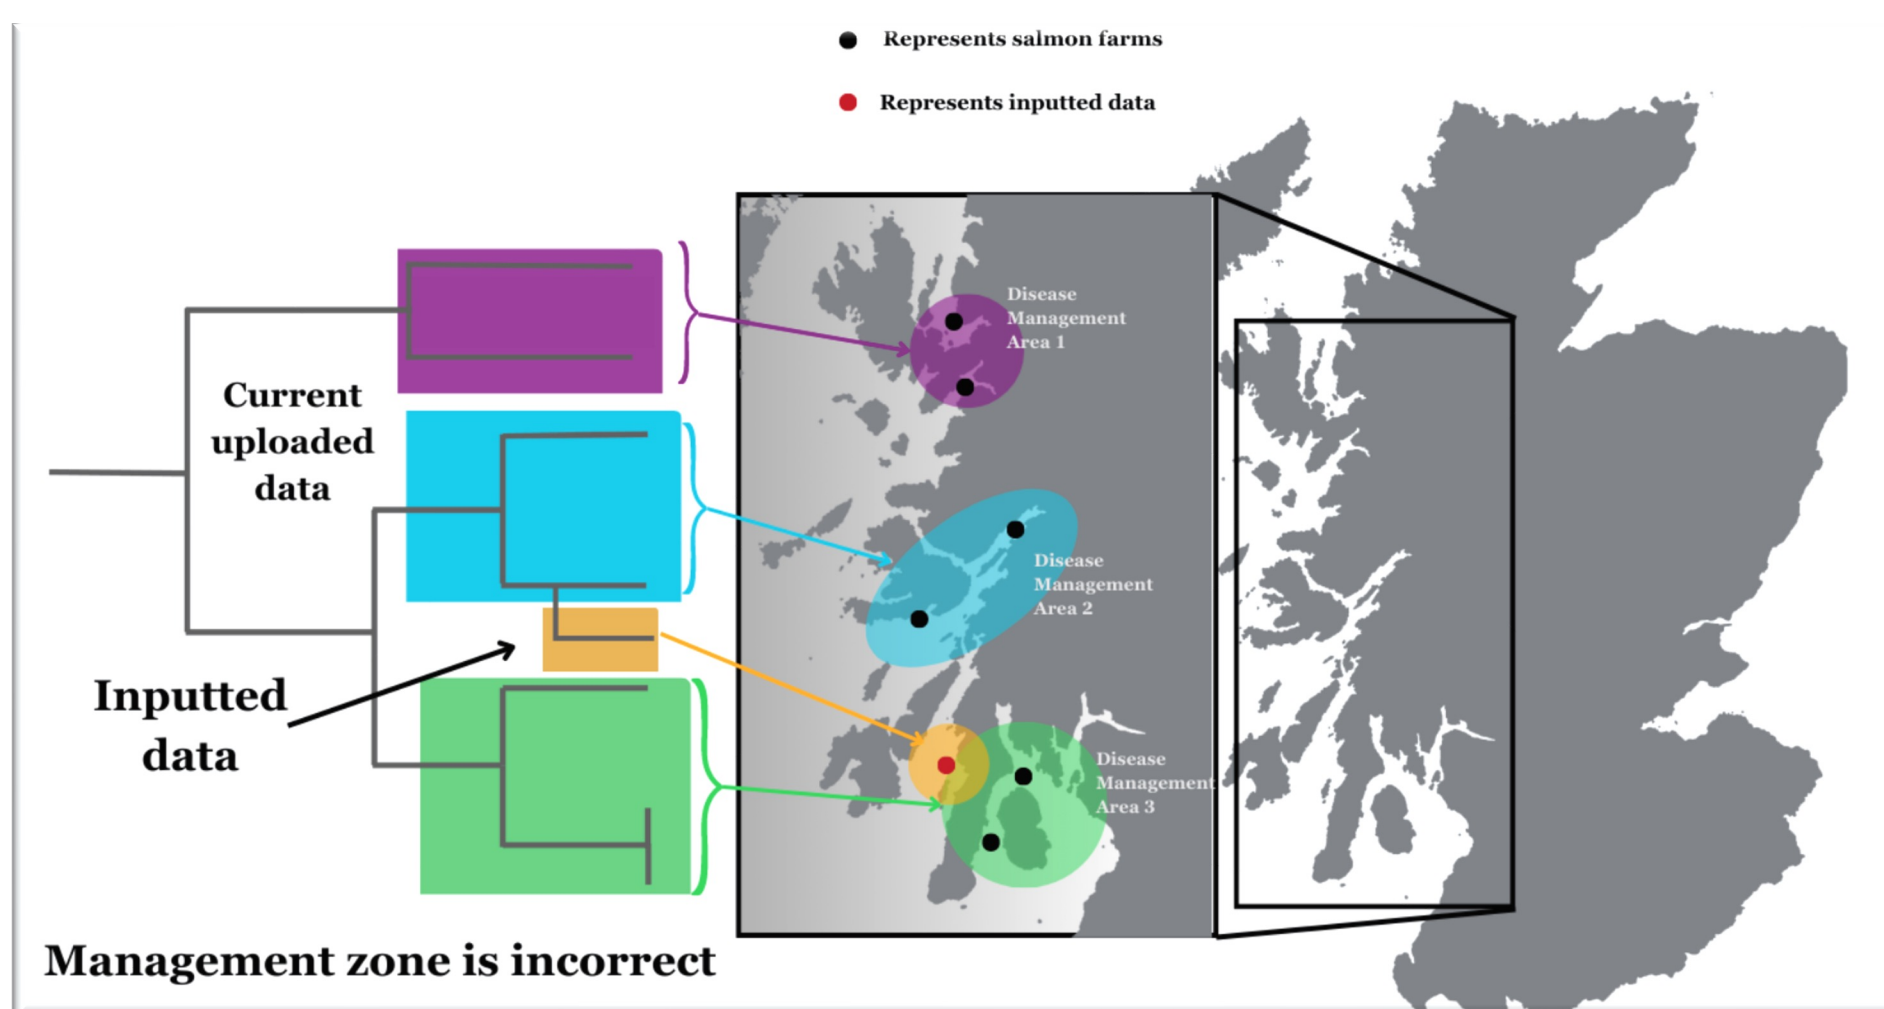 Represents salmon farms
Represents inputted data
Disease
Management
Area 1
Current
uploaded
data
Disease
Management
Area 2
Inputted
data
Disease
Management
Area 3
Management zone is incorrect